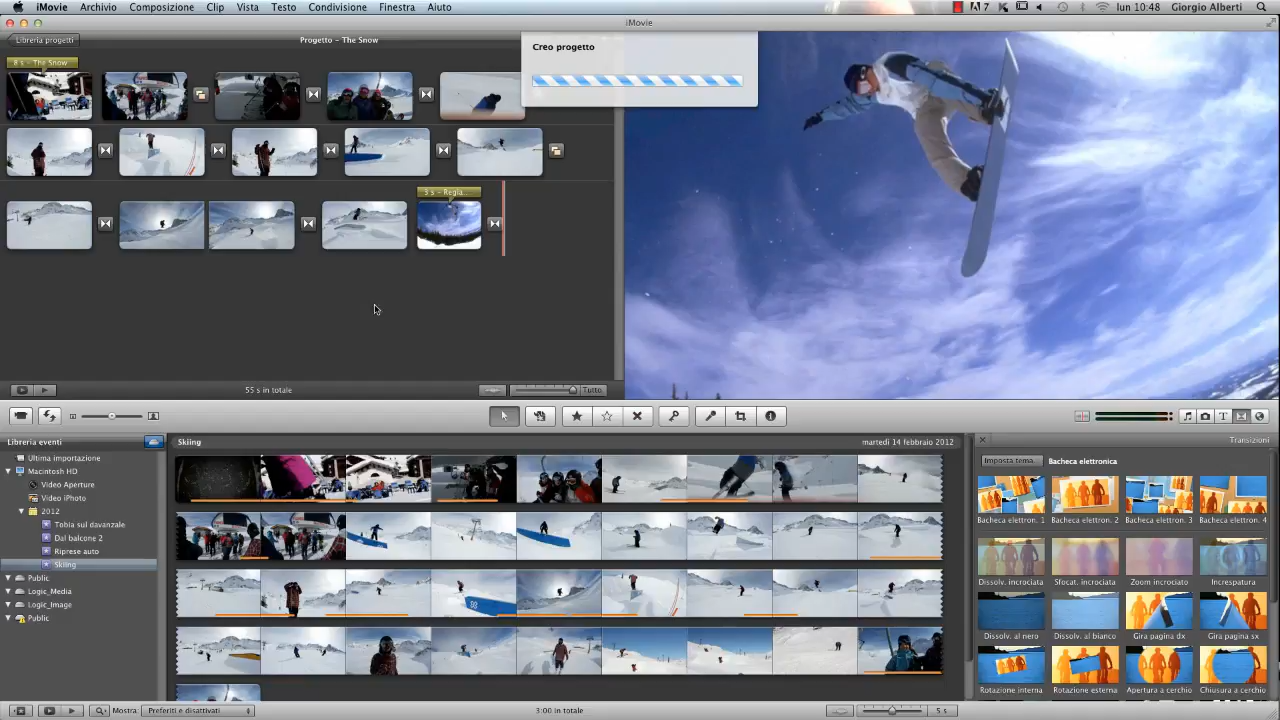 iMovie Archivio Composizione Clip Vista Testo Condivisione Finestra Aiuto
7 lun 10:48 Giorgio Alberti
iMovie
Libreria progetti
Progetto - The Snow
Creo progetto
8 s - The Snow
3 s - Regia...
55 s in totale
Tutto
Libreria eventi
Skiing
martedì 14 febbraio 2012
Transizioni
Ultima importazione
Macintosh HD
Video Aperture
Video iPhoto
2012
Tobia sul davanzale
Dal balcone 2
Riprese auto
Skiing
Public
Logic_Media
Logic_Image
Public
Imposta tema...
Bacheca elettronica
Bacheca elettron. 1 Bacheca elettron. 2 Bacheca elettron. 3 Bacheca elettron. 4
Dissolv. incrociata Sfocat. incrociata Zoom incrociato Increspatura
Dissolv. al nero Dissolv. al bianco Gira pagina dx Gira pagina sx
Rotazione interna Rotazione esterna Apertura a cerchio Chiusura a cerchio
Mostra: Preferiti e disattivati
3:00 in totale
5 s